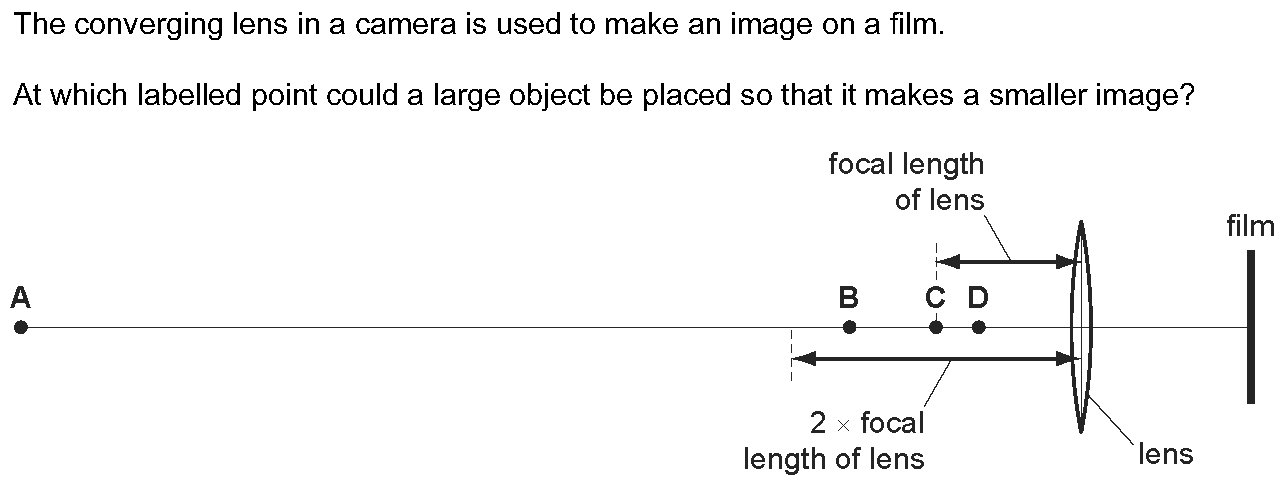 The converging lens in a camera is used to make an image on a film.
At which labelled point could a large object be placed so that it makes a smaller image?
focal length
of lens
film
A
B
C
D
2 × focal
length of lens
lens